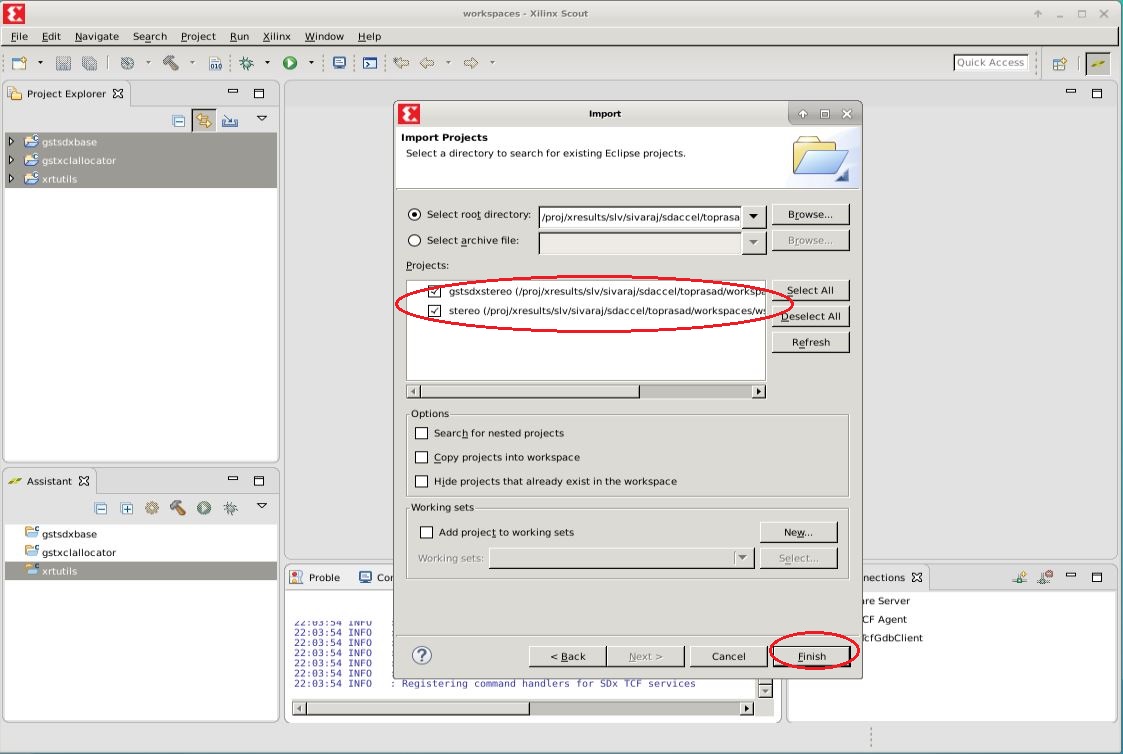 workspaces - Xilinx Scout
File Edit Navigate Search Project Run Xilinx Window Help
010
Quick Access
Project Explorer
gstsdxbase
gstxclallocator
xrtutils
Import
Import Projects
Select a directory to search for existing Eclipse projects.
Select root directory: /proj/xresults/slv/sivaraj/sdaccel/toprasa Browse...
Select archive file: Browse...
Projects:
gstsdxstereo (/proj/xresults/slv/sivaraj/sdaccel/toprasad/workspa
stereo (/proj/xresults/slv/sivaraj/sdaccel/toprasad/workspaces/ws
Select All
Deselect All
Refresh
Options
Search for nested projects
Copy projects into workspace
Hide projects that already exist in the workspace
Working sets
Add project to working sets New...
Working sets: Select...
? < Back Next > Cancel Finish
Assistant
gstsdxbase
gstxclallocator
xrtutils
Proble Con
22:03:54 INFO :
22:03:54 INFO :
22:03:54 INFO :
22:03:54 INFO :
22:03:54 INFO :
22:03:54 INFO :
22:03:54 INFO : Registering command handlers for SDx TCF services
nections
are Server
CF Agent
cfGdbClient